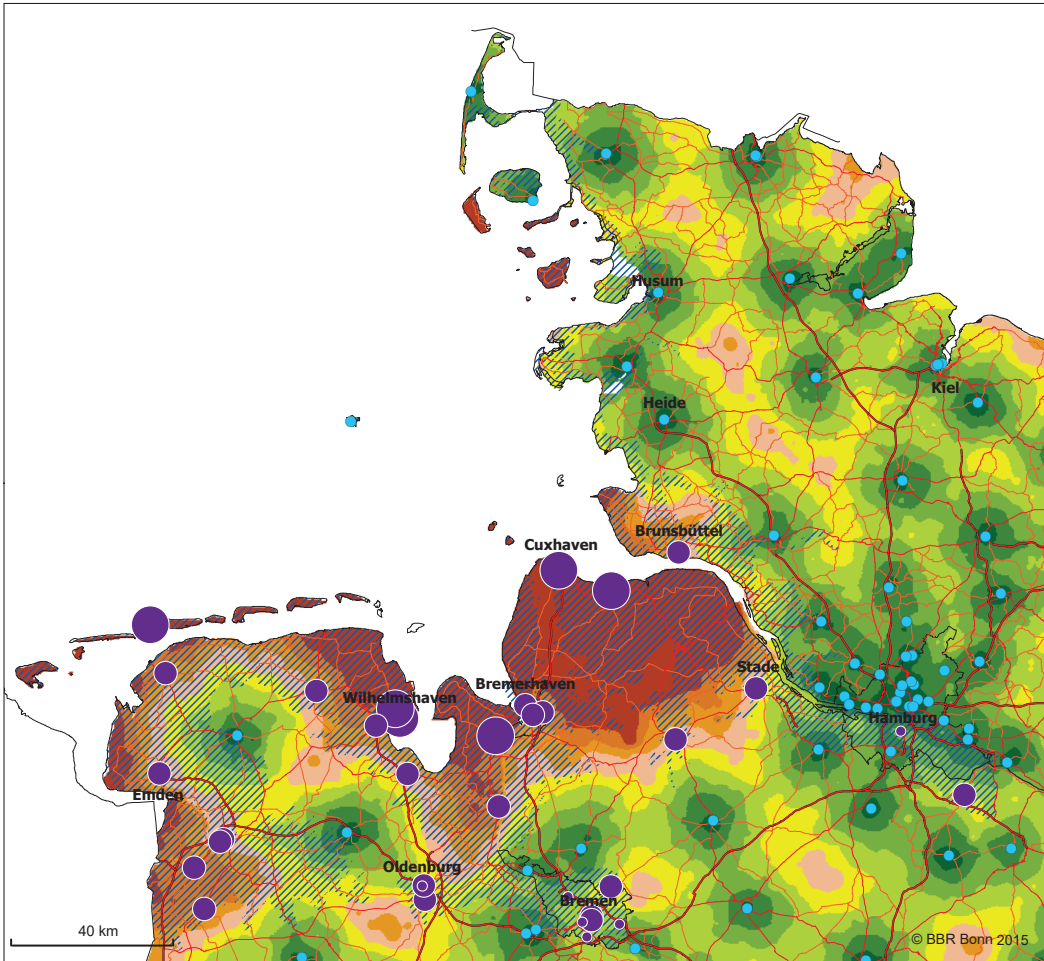 Husum
Kiel
Heide
Brunsbüttel
Cuxhaven
Stade
Bremerhaven
Wilhelmshaven
Hamburg
Emden
Oldenburg
Bremen
40 km
© BBR Bonn 2015